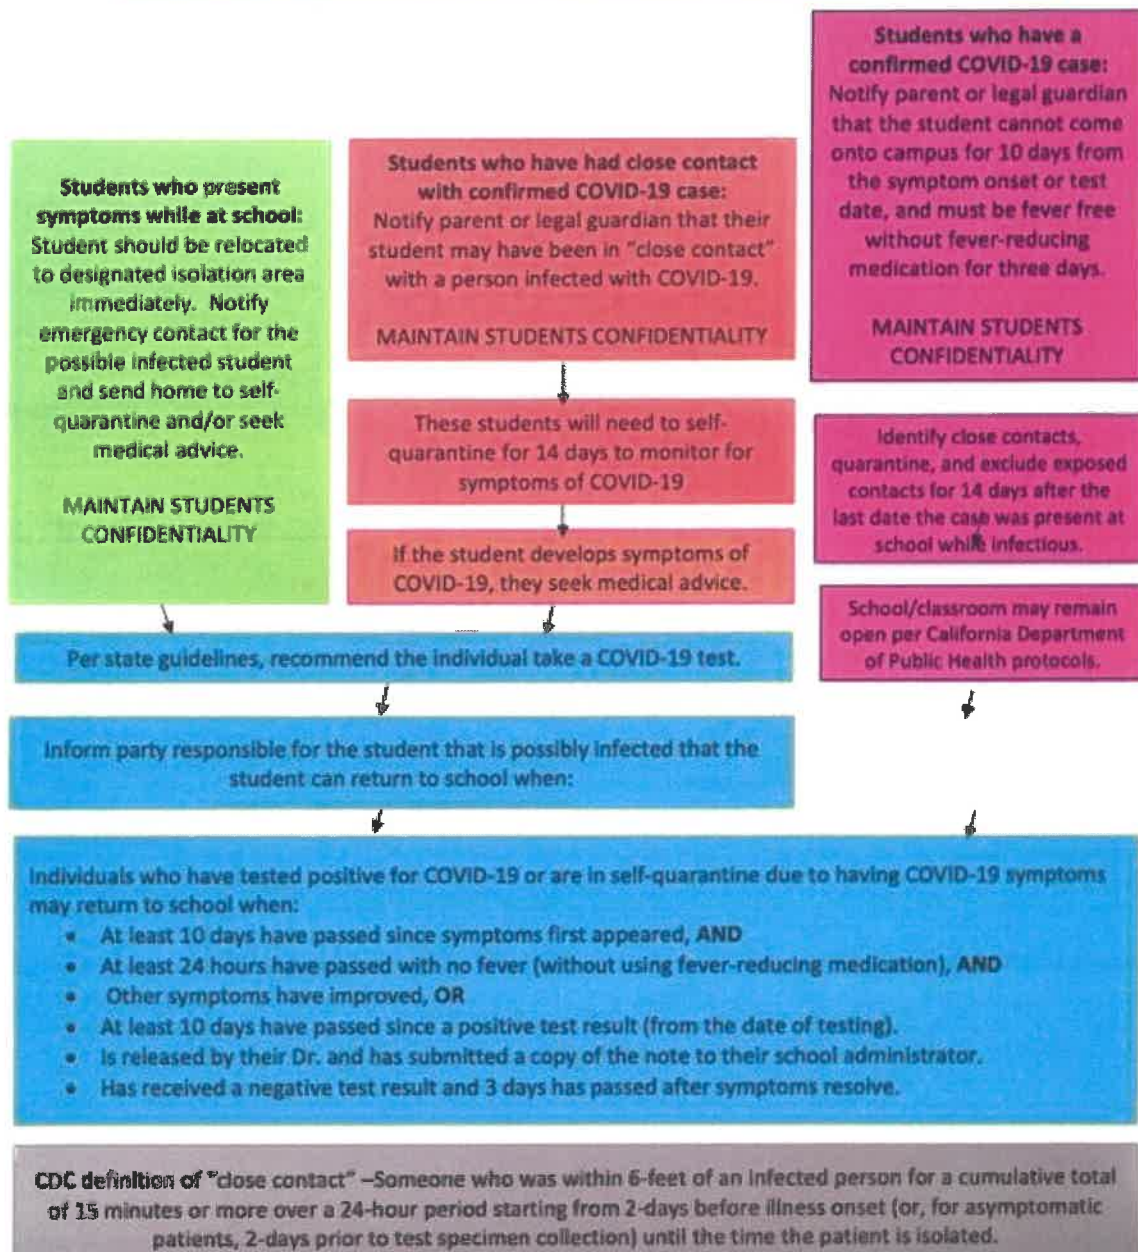 Students who present
symptoms while at school:
Student should be relocated
to designated isolation area
immediately. Notify
emergency contact for the
possible infected student
and send home to self-
quarantine and/or seek
medical advice.
MAINTAIN STUDENTS
CONFIDENTIALITY
Students who have had close contact
with confirmed COVID-19 case:
Notify parent or legal guardian that their
student may have been in "close contact"
with a person infected with COVID-19.
MAINTAIN STUDENTS CONFIDENTIALITY
These students will need to self-
quarantine for 14 days to monitor for
symptoms of COVID-19
If the student develops symptoms of
COVID-19, they seek medical advice.
Students who have a
confirmed COVID-19 case:
Notify parent or legal guardian
that the student cannot come
onto campus for 10 days from
the symptom onset or test
date, and must be fever free
without fever-reducing
medication for three days.
MAINTAIN STUDENTS
CONFIDENTIALITY
Identify close contacts,
quarantine, and exclude exposed
contacts for 14 days after the
last date the case was present at
school while infectious.
School/classroom may remain
open per California Department
of Public Health protocols.
Per state guidelines, recommend the individual take a COVID-19 test.
Inform party responsible for the student that is possibly infected that the
student can return to school when:
Individuals who have tested positive for COVID-19 or are in self-quarantine due to having COVID-19 symptoms
may return to school when:
• At least 10 days have passed since symptoms first appeared, AND
• At least 24 hours have passed with no fever (without using fever-reducing medication), AND
• Other symptoms have improved, OR
• At least 10 days have passed since a positive test result (from the date of testing).
• Is released by their Dr. and has submitted a copy of the note to their school administrator.
• Has received a negative test result and 3 days has passed after symptoms resolve.
CDC definition of "close contact" –Someone who was within 6-feet of an infected person for a cumulative total
of 15 minutes or more over a 24-hour period starting from 2-days before illness onset (or, for asymptomatic
patients, 2-days prior to test specimen collection) until the time the patient is isolated.